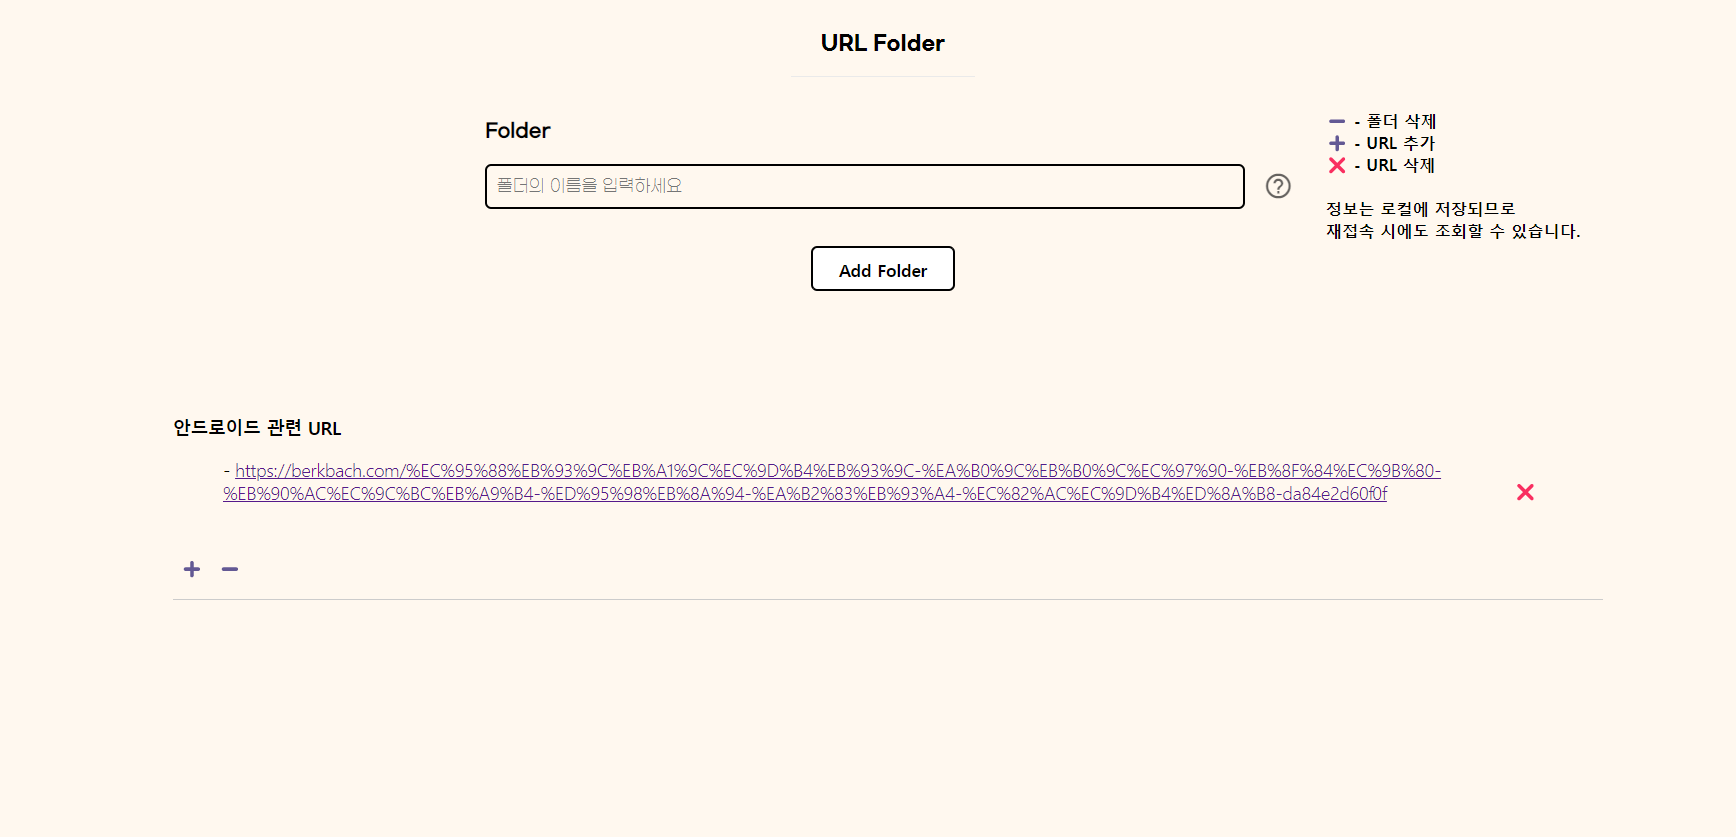 URL Folder
Folder
폴더의 이름을 입력하세요
- 폴더 삭제
- URL 추가
- URL 삭제
정보는 로컬에 저장되므로
재접속 시에도 조회할 수 있습니다.
Add Folder
안드로이드 관련 URL
- https://berkbach.com/%EC%95%88%EB%93%9C%EB%A1%9C%EC%9D%B4%EB%93%9C-%EA%B0%9C%EB%B0%9C%EC%97%90-%EB%8F%84%EC%9B%80-
%EB%90%AC%EC%9C%BC%EB%A9%B4-%ED%95%98%EB%8A%94-%EA%B2%83%EB%93%A4-%EC%82%AC%EC%9D%B4%ED%8A%B8-da84e2d60f0f